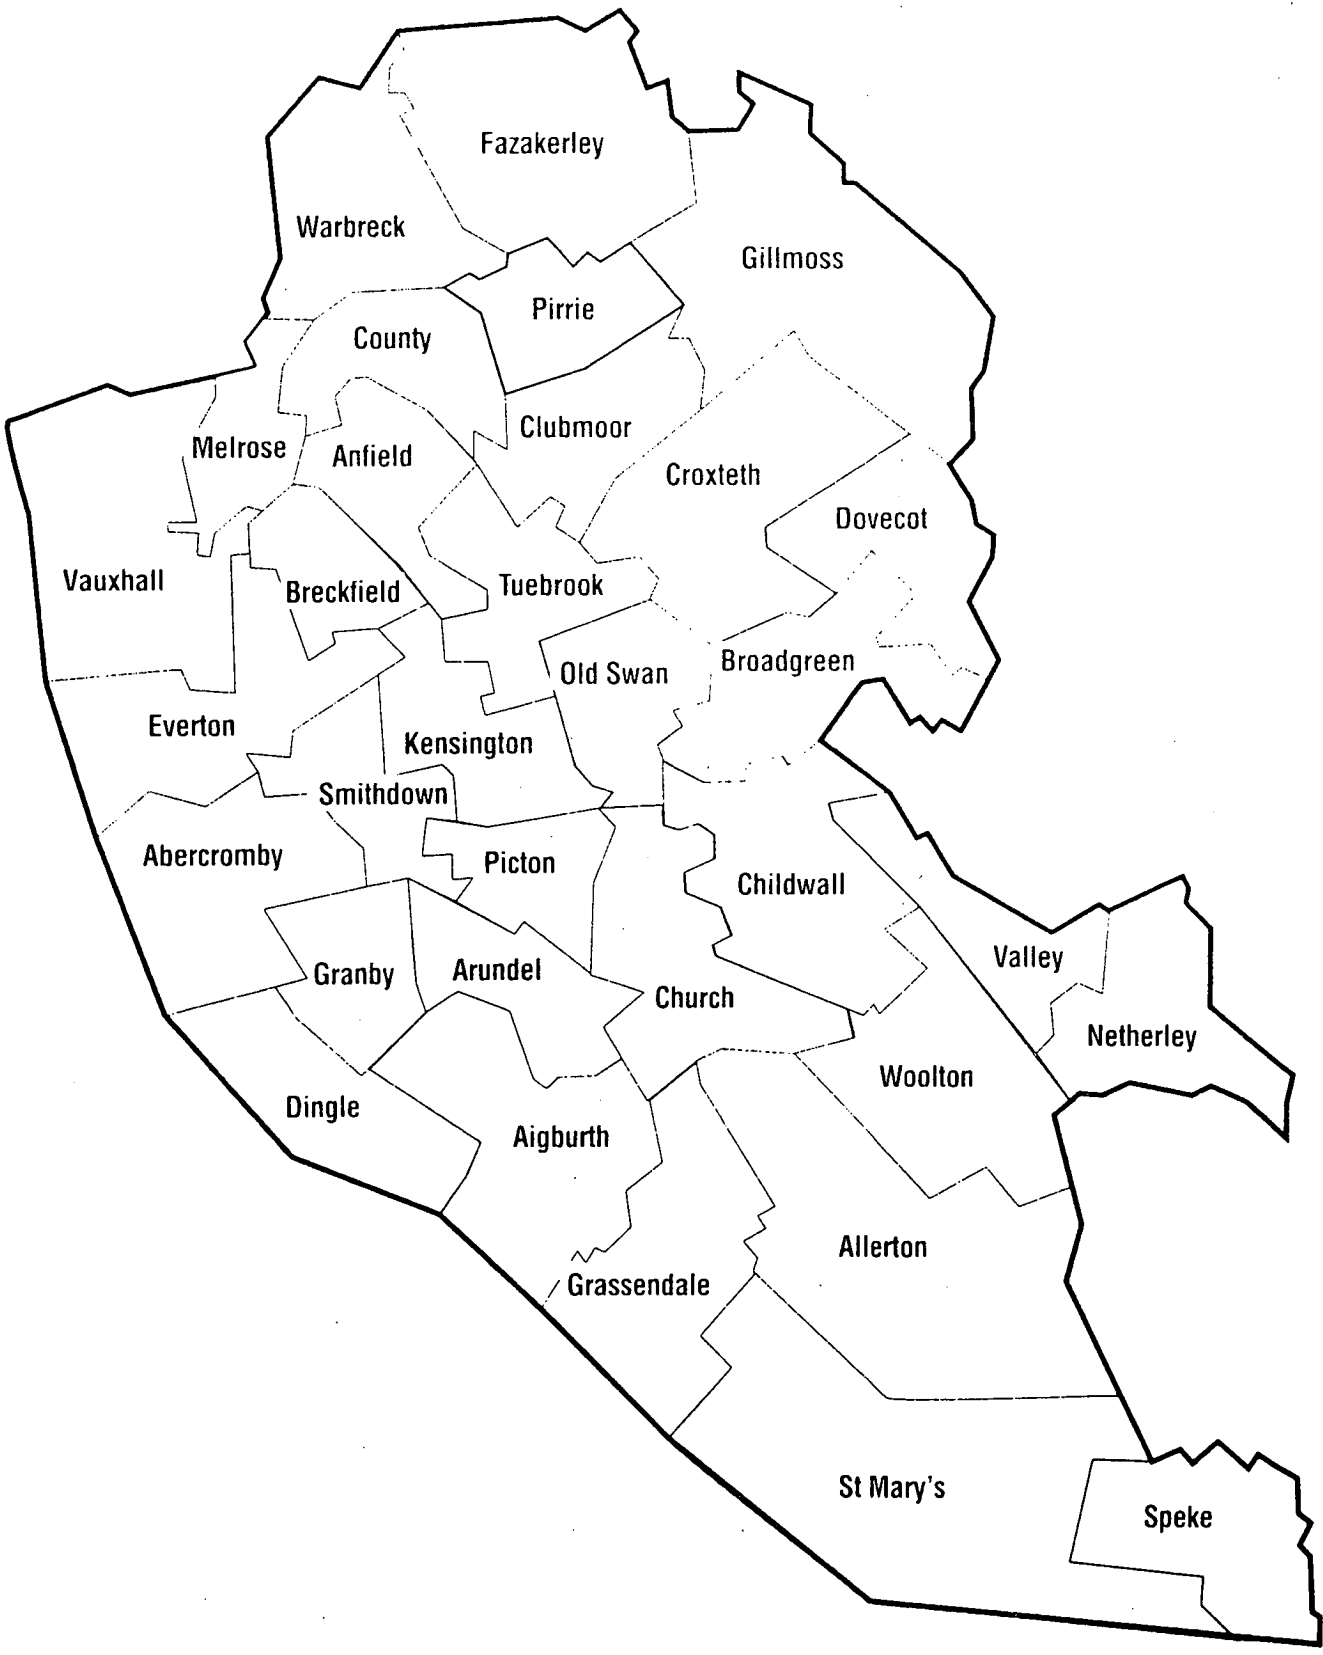 Fazakerley
Warbreck
Gillmoss
Pirrie
County
Clubmoor
Melrose
Anfield
Croxteth
Dovecot
Vauxhall
Breckfield
Tuebrook
Old Swan
Broadgreen
Everton
Kensington
Smithdown
Abercromby
Picton
Childwall
Valley
Granby
Arundel
Church
Netherley
Woolton
Dingle
Aigburth
Allerton
Grassendale
St Mary's
Speke